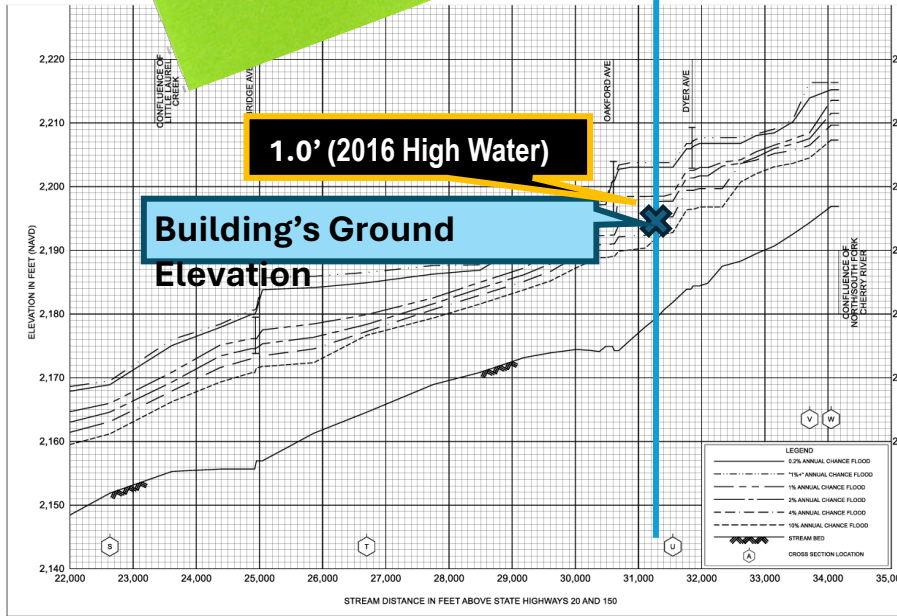 2,220
2,210
2,200
2,190
2,180
2,170
2,160
2,150
2,140
ELEVATION IN FEET (NAVD)
CONFLUENCE OF
LITTLE LAUREL
CREEK
OAKFORD AVE
DYER AVE
1.0’ (2016 High Water)
Building’s Ground
Elevation
CONFLUENCE OF
NORTH/SOUTH FORK
CHERRY RIVER
V
W
S
T
U
LEGEND
0.2% ANNUAL CHANCE FLOOD
"1%+" ANNUAL CHANCE FLOOD
1% ANNUAL CHANCE FLOOD
2% ANNUAL CHANCE FLOOD
4% ANNUAL CHANCE FLOOD
10% ANNUAL CHANCE FLOOD
STREAM BED
A CROSS SECTION LOCATION
22,000 23,000 24,000 25,000 26,000 27,000 28,000 29,000 30,000 31,000 32,000 33,000 34,000
STREAM DISTANCE IN FEET ABOVE STATE HIGHWAYS 20 AND 150